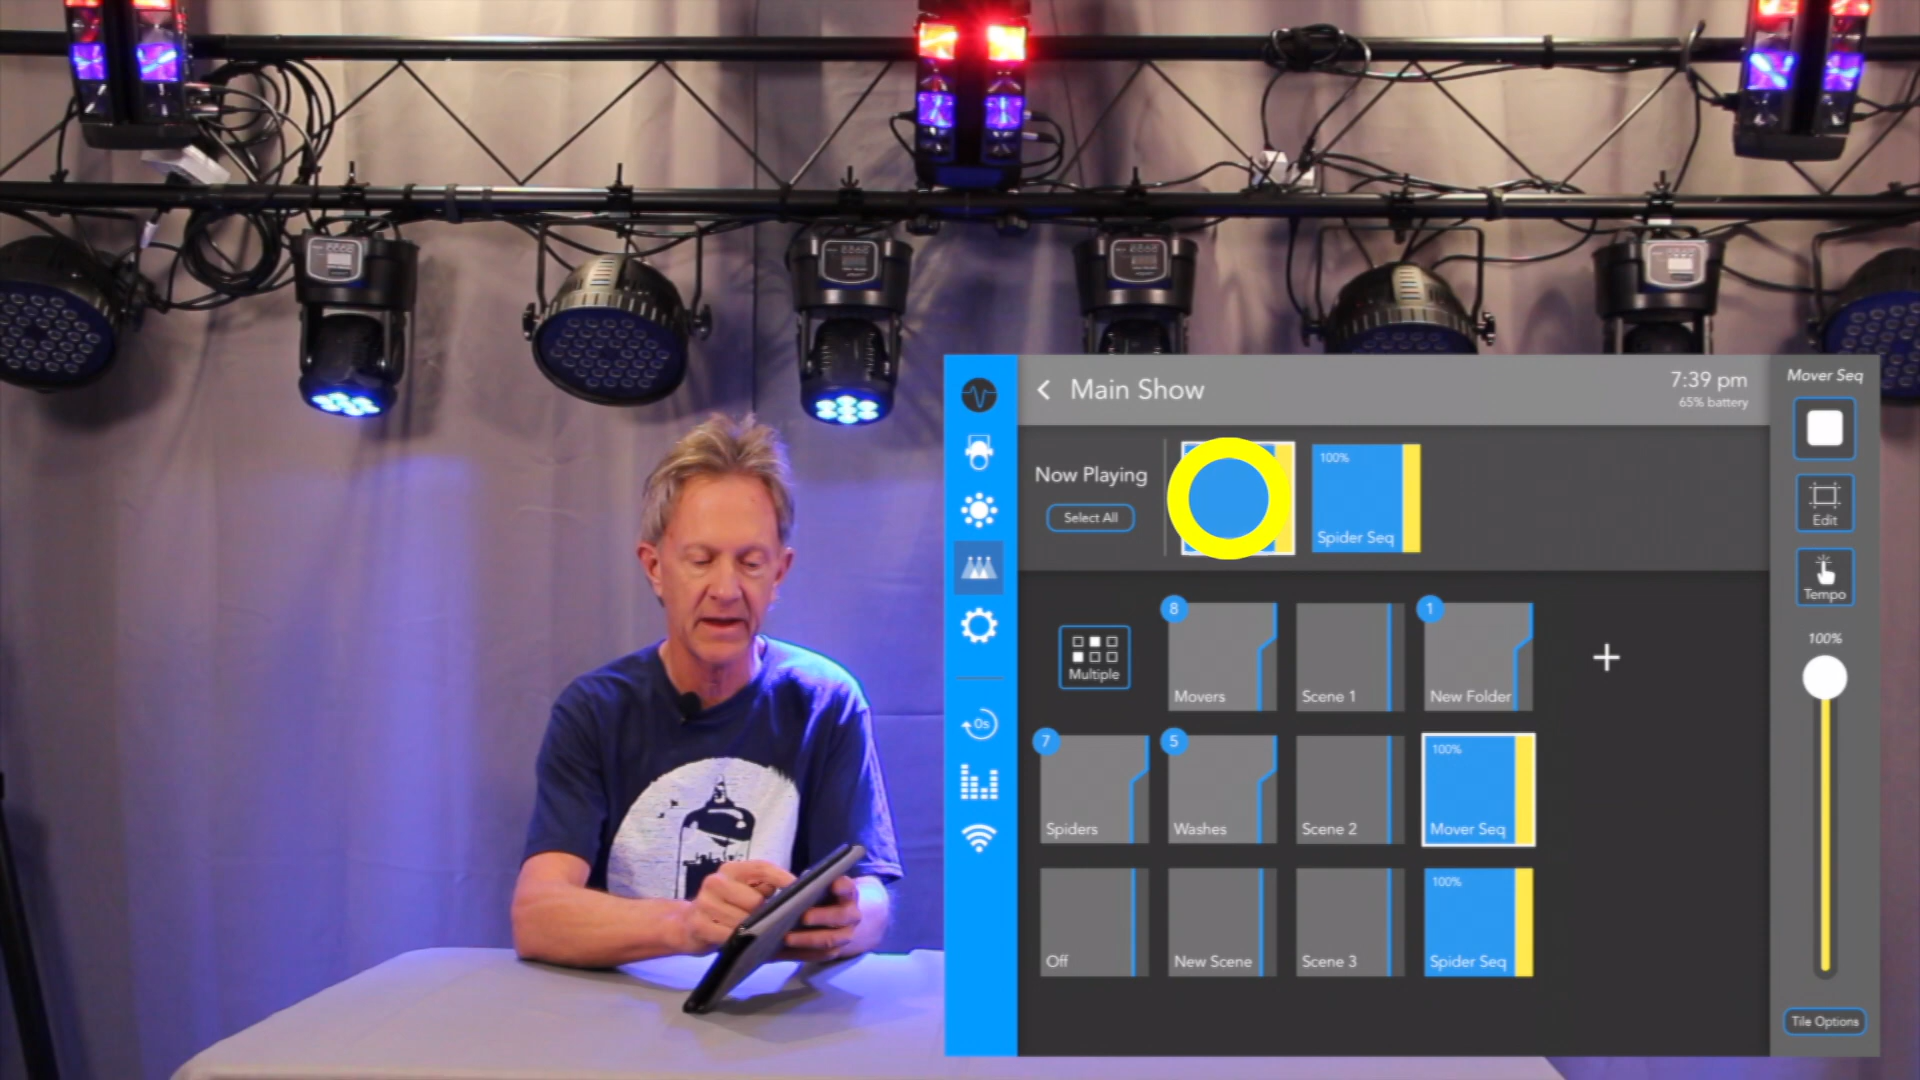 Main Show
7:39 pm
65% battery
Mover Seq
Now Playing
Select All
100%
Spider Seq
Edit
Tempo
100%
Multiple
8
Movers
Scene 1
1
New Folder
+
7
Spiders
5
Washes
Scene 2
100%
Mover Seq
Off
New Scene
Scene 3
100%
Spider Seq
0s
Tile Options